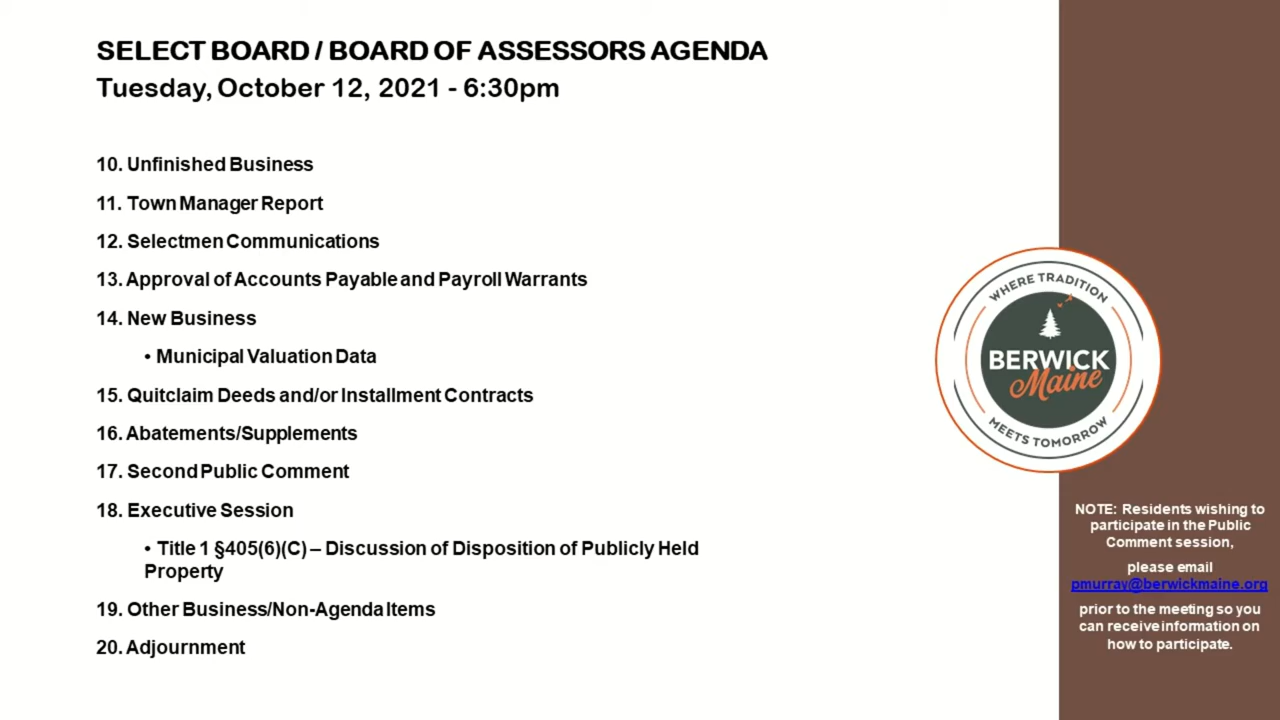 SELECT BOARD / BOARD OF ASSESSORS AGENDA
Tuesday, October 12, 2021 - 6:30pm
10. Unfinished Business
11. Town Manager Report
12. Selectmen Communications
13. Approval of Accounts Payable and Payroll Warrants
14. New Business
• Municipal Valuation Data
15. Quitclaim Deeds and/or Installment Contracts
16. Abatements/Supplements
17. Second Public Comment
18. Executive Session
• Title 1 §405(6)(C) – Discussion of Disposition of Publicly Held
Property
19. Other Business/Non-Agenda Items
20. Adjournment
WHERE TRADITION
BERWICK
Maine
MEETS TOMORROW
NOTE: Residents wishing to
participate in the Public
Comment session,
please email
pmurray@berwickmaine.org
prior to the meeting so you
can receive information on
how to participate.